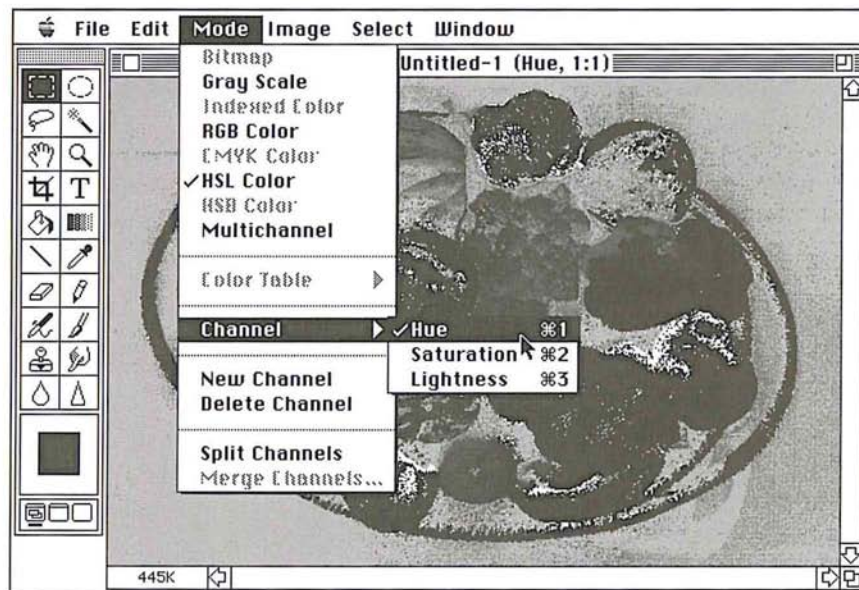 File Edit Mode Image Select Window
Untitled-1 (Hue, 1:1)
Bitmap
Gray Scale
Indexed Color
RGB Color
CMYK Color
✓HSL Color
HSB Color
Multichannel
Color Table
Channel
✓Hue ⌘1
Saturation ⌘2
Lightness ⌘3
New Channel
Delete Channel
Split Channels
Merge Channels...
T
445K